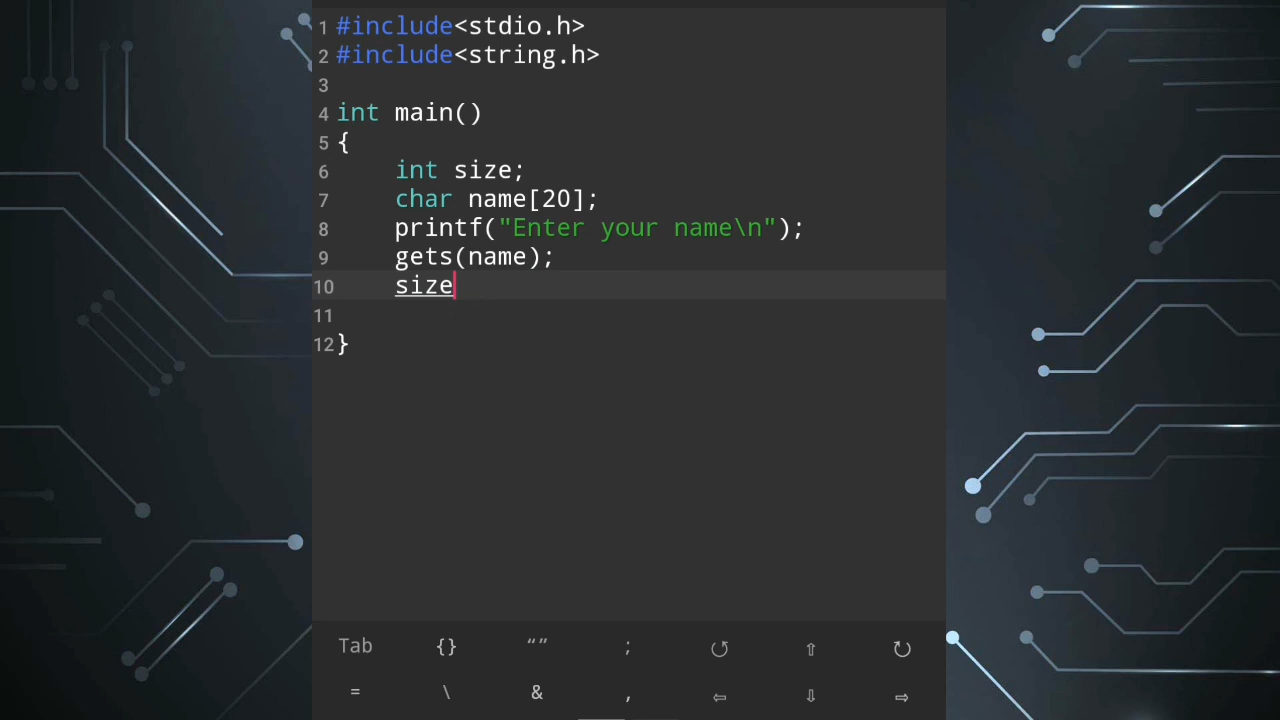 1 #include<stdio.h>
2 #include<string.h>
3
4 int main()
5 {
6 int size;
7 char name[20];
8 printf("Enter your name\n");
9 gets(name);
10 size
11
12 }
Tab {} “” ; ↺ ⇧ ↻
= \ & , ⇦ ⇩ ⇨